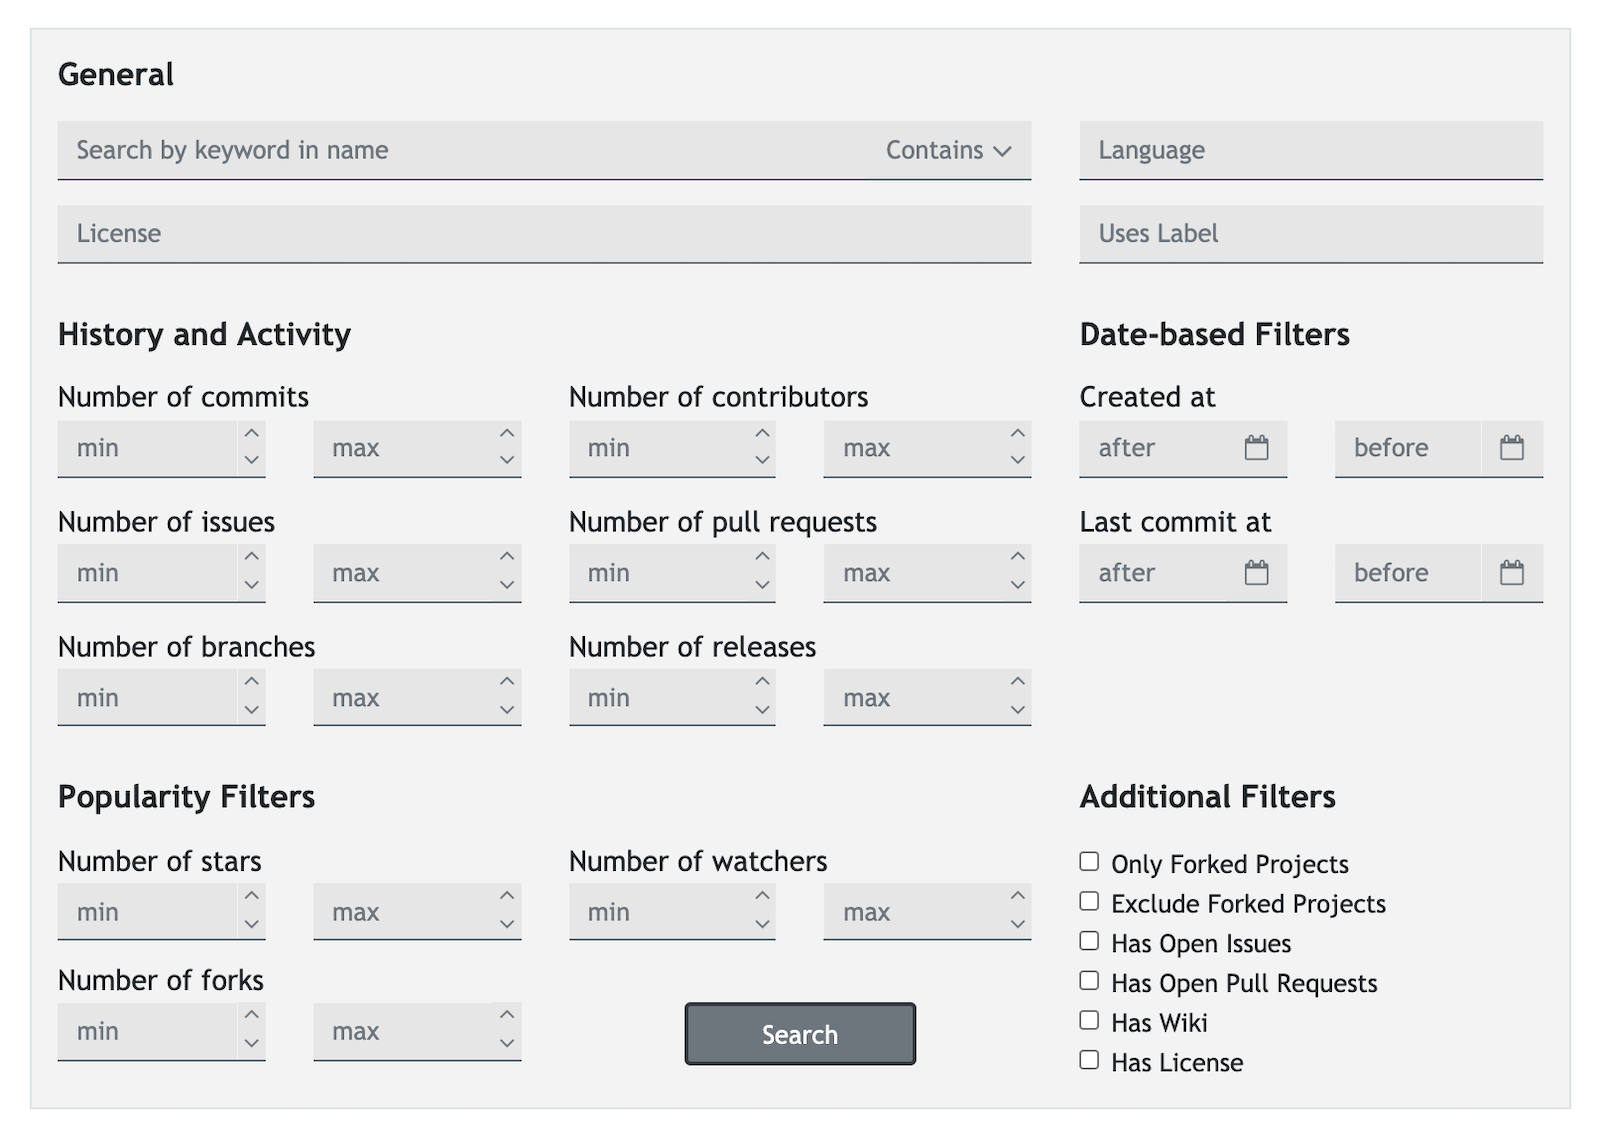 General
Search by keyword in name Contains
Language
License
Uses Label
History and Activity
Number of commits
min max
Number of contributors
min max
Number of issues
min max
Number of pull requests
min max
Number of branches
min max
Number of releases
min max
Date-based Filters
Created at
after before
Last commit at
after before
Popularity Filters
Number of stars
min max
Number of watchers
min max
Number of forks
min max
Search
Additional Filters
Only Forked Projects
Exclude Forked Projects
Has Open Issues
Has Open Pull Requests
Has Wiki
Has License